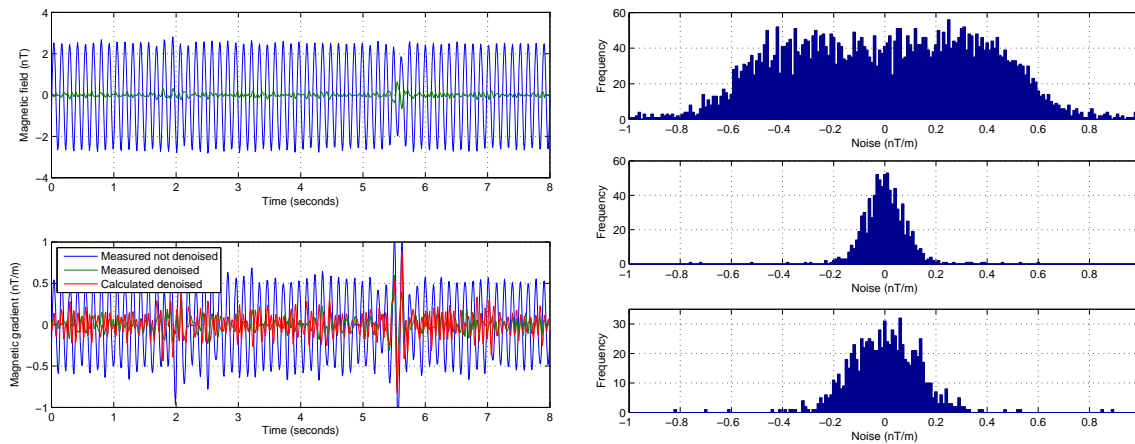 4
2
0
−2
−4
Magnetic field (nT)
0 1 2 3 4 5 6 7 8
Time (seconds)
1
0.5
0
−0.5
−1
Magnetic gradient (nT/m)
Measured not denoised
Measured denoised
Calculated denoised
0 1 2 3 4 5 6 7 8
Time (seconds)
60
40
20
0
Frequency
−1 −0.8 −0.6 −0.4 −0.2 0 0.2 0.4 0.6 0.8
Noise (nT/m)
60
40
20
0
Frequency
−1 −0.8 −0.6 −0.4 −0.2 0 0.2 0.4 0.6 0.8
Noise (nT/m)
30
20
10
0
Frequency
−1 −0.8 −0.6 −0.4 −0.2 0 0.2 0.4 0.6 0.8
Noise (nT/m)